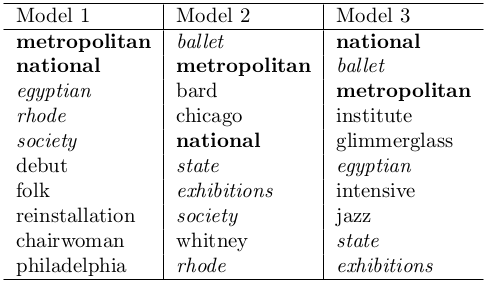 Model 1 Model 2 Model 3
metropolitan ballet national
national metropolitan ballet
egyptian bard metropolitan
rhode chicago institute
society national glimmerglass
debut state egyptian
folk exhibitions intensive
reinstallation society jazz
chairwoman whitney state
philadelphia rhode exhibitions